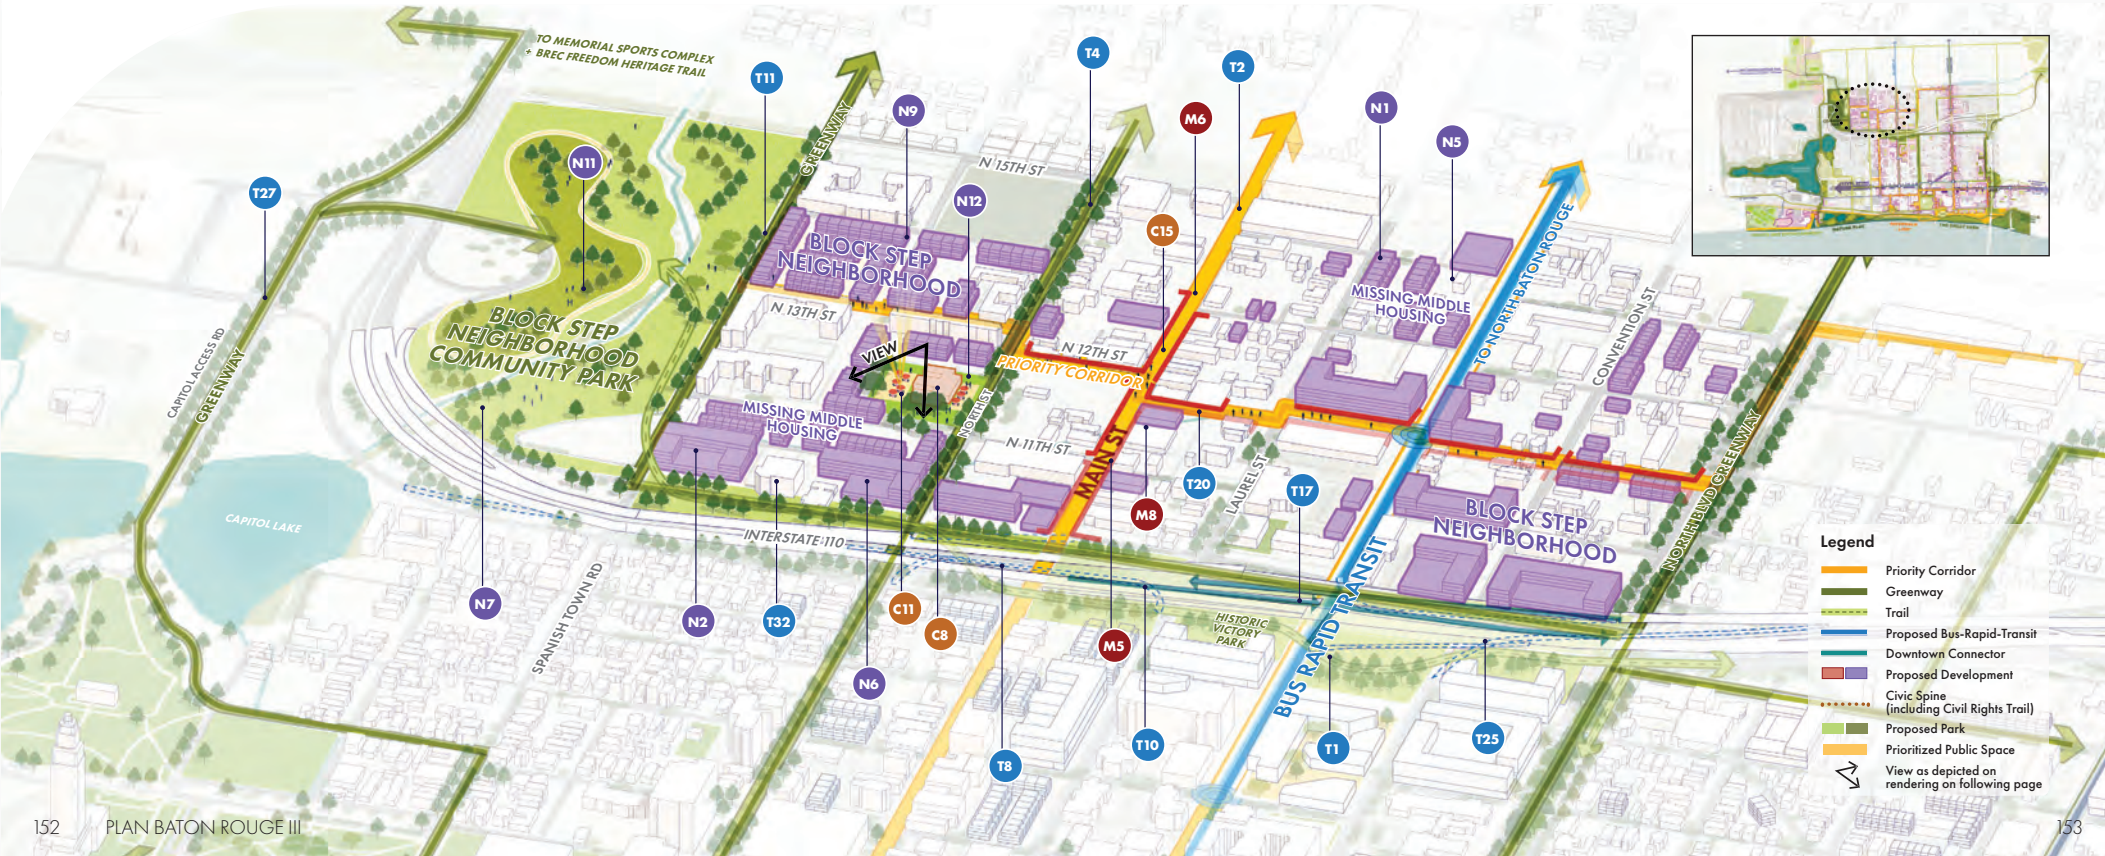 TO MEMORIAL SPORTS COMPLEX
+ BREC FREEDOM HERITAGE TRAIL
T4
T2
T11
N9
M6
N1
N5
GREENWAY
N11
N 15TH ST
T27
N12
C15
TO NORTH BATON ROUGE
BLOCK STEP
NEIGHBORHOOD
MISSING MIDDLE
HOUSING
N 13TH ST
CONVENTION ST
BLOCK STEP
NEIGHBORHOOD
COMMUNITY PARK
VIEW
N 12TH ST
PRIORITY CORRIDOR
CAPITOL ACCESS RD
GREENWAY
NORTH ST
MISSING MIDDLE
HOUSING
N 11TH ST
MAIN ST
LAUREL ST
T20
T17
M8
NORTH BLVD GREENWAY
BLOCK STEP
NEIGHBORHOOD
CAPITOL LAKE
INTERSTATE-110
SPANISH TOWN RD
N7
N2
T32
C11
C8
M5
HISTORIC
VICTORY
PARK
BUS RAPID TRANSIT
N6
T8
T10
T1
T25
Legend
Priority Corridor
Greenway
Trail
Proposed Bus-Rapid-Transit
Downtown Connector
Proposed Development
Civic Spine
(including Civil Rights Trail)
Proposed Park
Prioritized Public Space
View as depicted on
rendering on following page
152 PLAN BATON ROUGE III
153